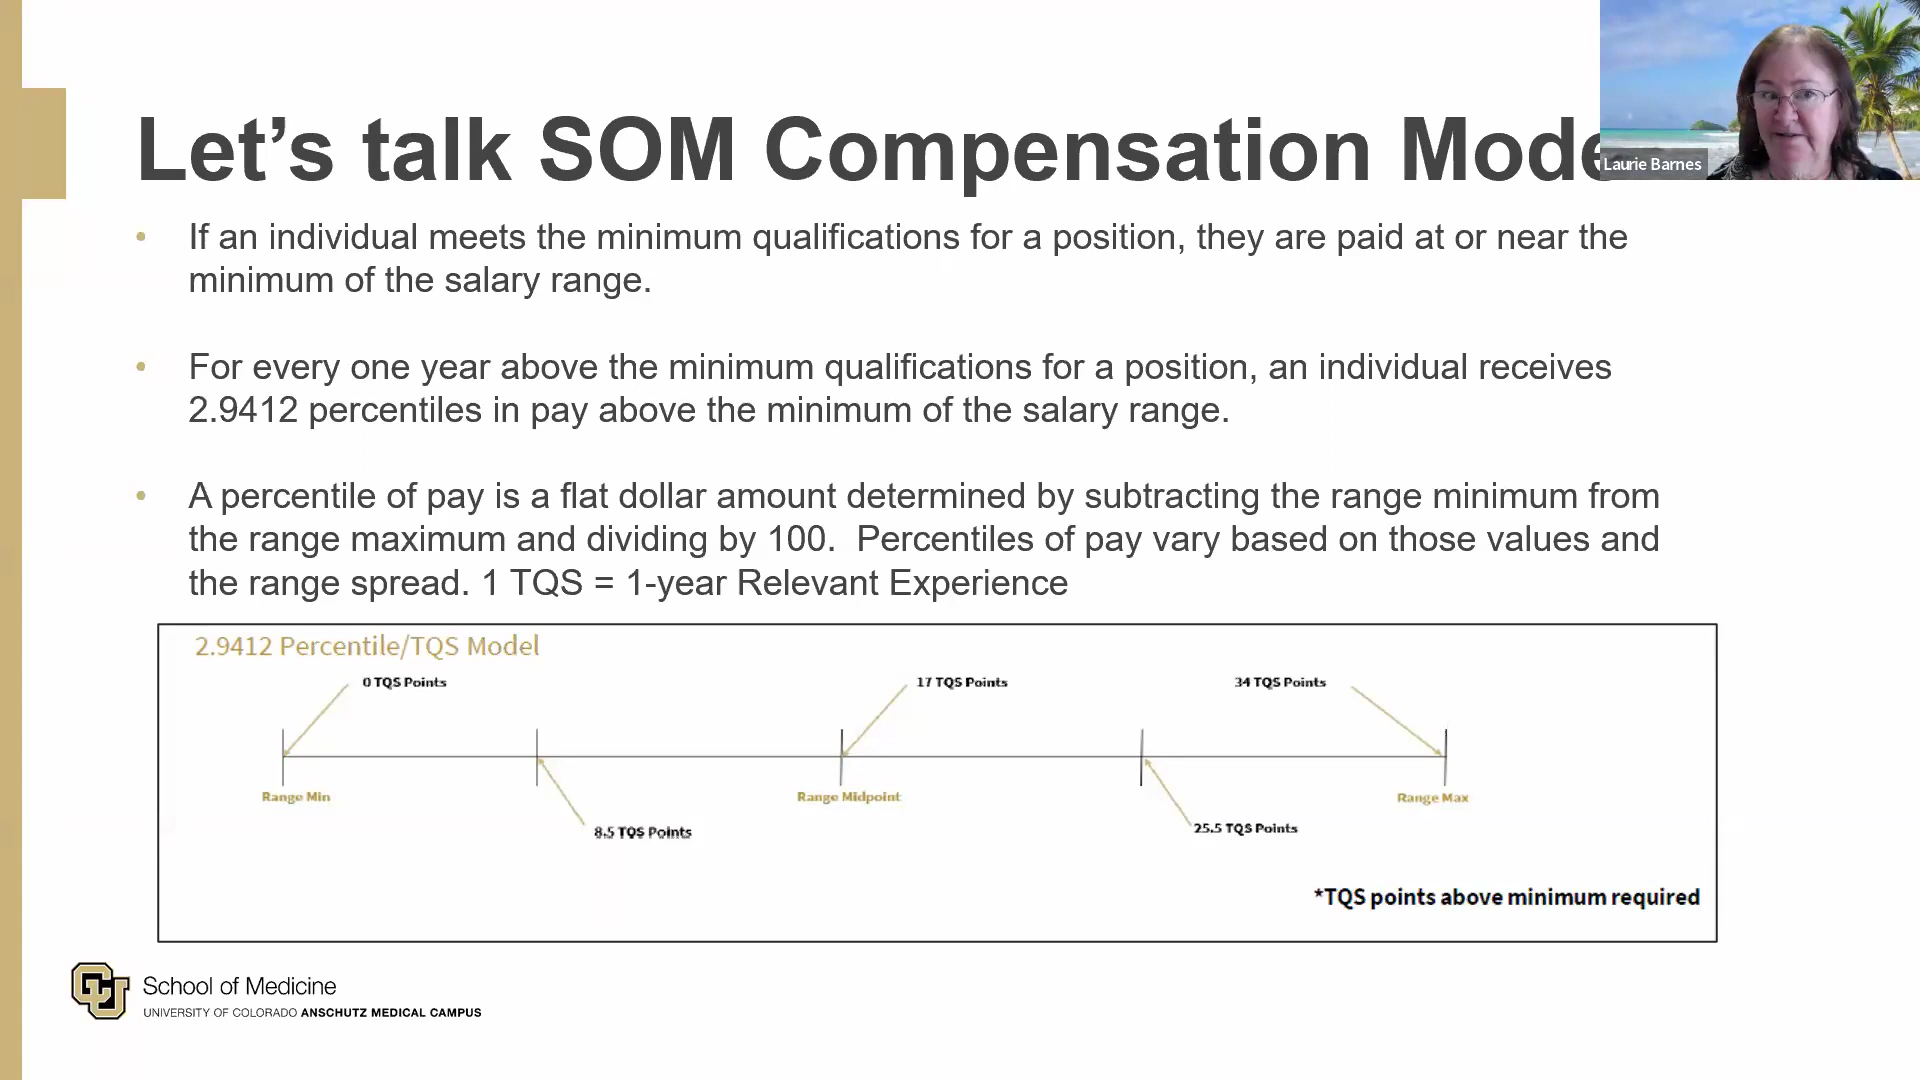 Let's talk SOM Compensation Mode
Laurie Barnes
• If an individual meets the minimum qualifications for a position, they are paid at or near the
minimum of the salary range.
• For every one year above the minimum qualifications for a position, an individual receives
2.9412 percentiles in pay above the minimum of the salary range.
• A percentile of pay is a flat dollar amount determined by subtracting the range minimum from
the range maximum and dividing by 100.  Percentiles of pay vary based on those values and
the range spread. 1 TQS = 1-year Relevant Experience
2.9412 Percentile/TQS Model
0 TQS Points
17 TQS Points
34 TQS Points
Range Min
Range Midpoint
Range Max
8.5 TQS Points
25.5 TQS Points
*TQS points above minimum required
CU
School of Medicine
UNIVERSITY OF COLORADO ANSCHUTZ MEDICAL CAMPUS